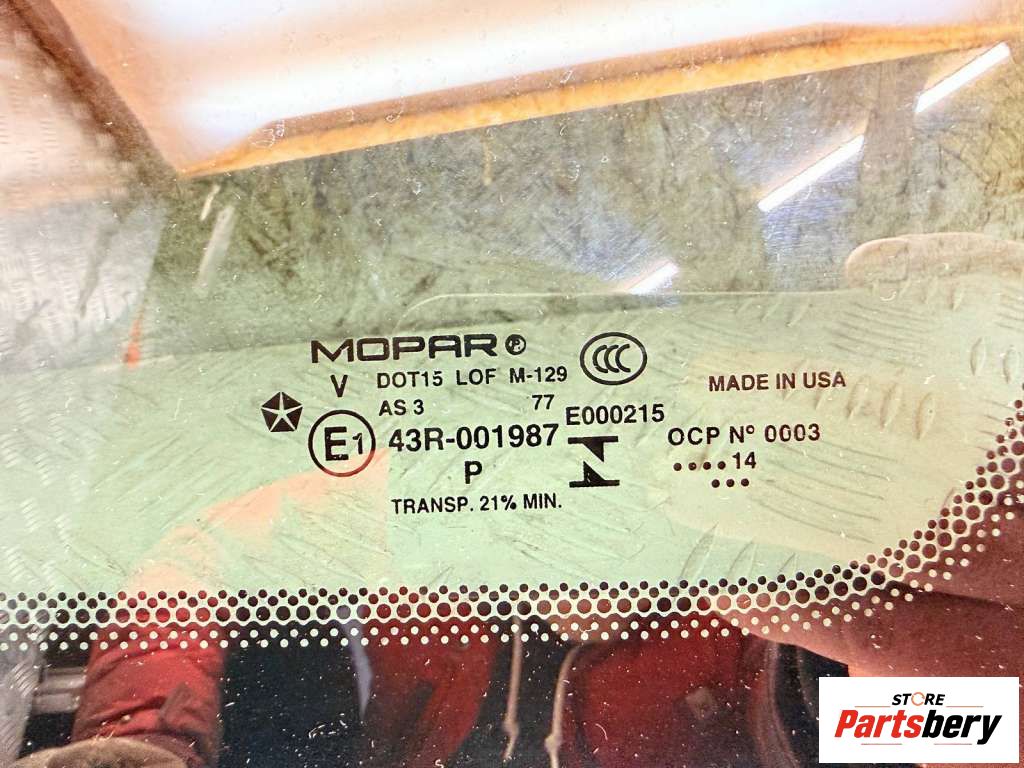 MOPAR®
V DOT15 LOF M-129
CCC
AS 3 77
MADE IN USA
E000215
E1 43R-001987
OCP Nº 0003
P
••••14
•••
TRANSP. 21% MIN.
STORE
Partsbery